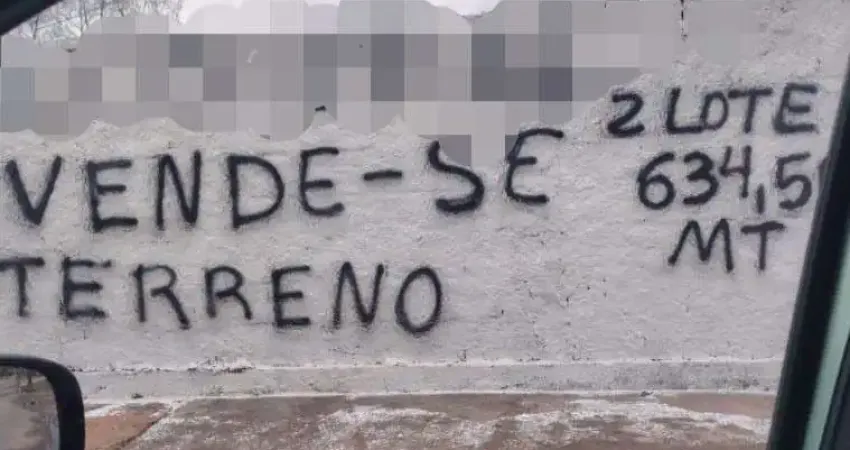 VENDE-SE
TERRENO
2 LOTE
634,5
MT